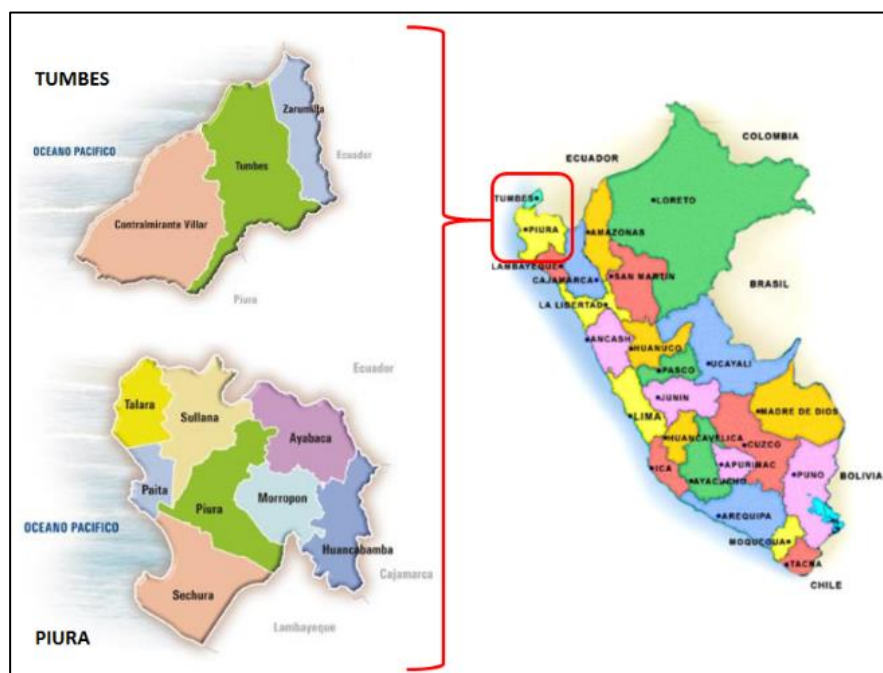 TUMBES
Zarumilla
OCEANO PACIFICO
Ecuador
Tumbes
Contralmirante Villar
Piura
Ecuador
Talara
Sullana
Ayabaca
Paita
Piura
Morropon
OCEANO PACIFICO
Huancabamba
Cajamarca
Sechura
Lambayeque
PIURA
COLOMBIA
ECUADOR
TUMBES
LORETO
PIURA
AMAZONAS
LAMBAYEQUE
CAJAMARCA
SAN MARTIN
BRASIL
LA LIBERTAD
ANCASH
HUANUCO
UCAYALI
PASCO
JUNIN
LIMA
MADRE DE DIOS
HUANCAVELICA
CUZCO
ICA
APURIMAC
PUNO
BOLIVIA
AYACUCHO
AREQUIPA
MOQUEGUA
TACNA
CHILE